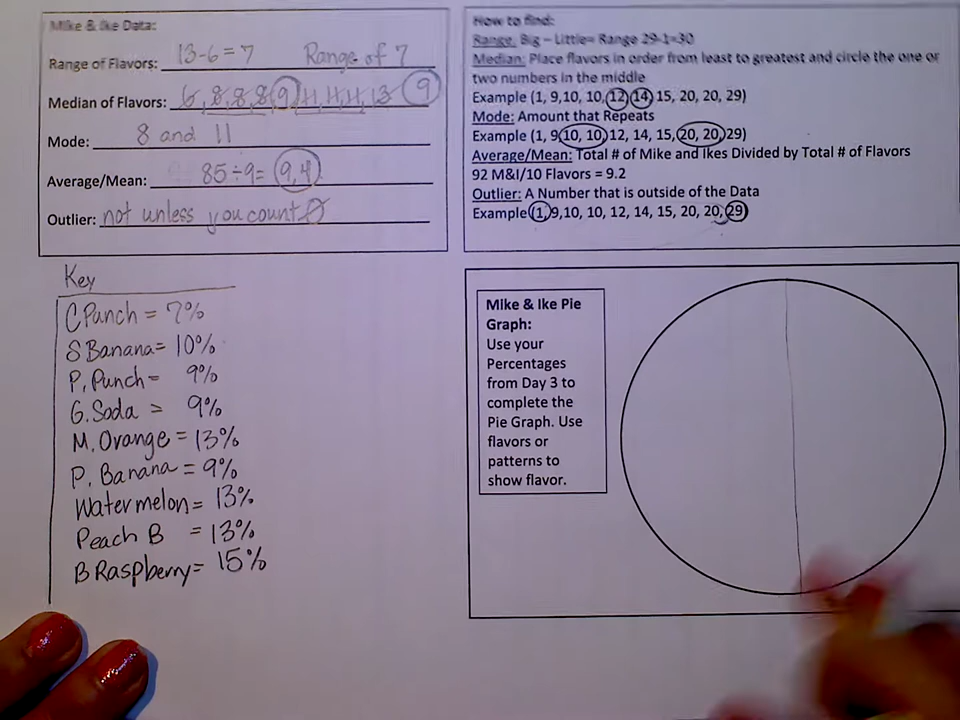 Mike & Ike Data:
Range of Flavors: 13-6=7 Range of 7
Median of Flavors: 6,8,8,8,9,11,11,11,13 9
Mode: 8 and 11
Average/Mean: 85÷9= 9.4
Outlier: not unless you count 0
How to find:
Range: Big – Little= Range 29-1=30
Median: Place flavors in order from least to greatest and circle the one or
two numbers in the middle
Example (1, 9,10, 10, 12, 14, 15, 20, 20, 29)
Mode: Amount that Repeats
Example (1, 9 10, 10, 12, 14, 15, 20, 20, 29)
Average/Mean: Total # of Mike and Ikes Divided by Total # of Flavors
92 M&I/10 Flavors = 9.2
Outlier: A Number that is outside of the Data
Example (1, 9,10, 10, 12, 14, 15, 20, 20, 29)
Key
C Punch = 7%
S Banana= 10%
P. Punch= 9%
G. Soda = 9%
M. Orange = 13%
P. Banana = 9%
Watermelon= 13%
Peach B = 13%
B Raspberry= 15%
Mike & Ike Pie
Graph:
Use your
Percentages
from Day 3 to
complete the
Pie Graph. Use
flavors or
patterns to
show flavor.